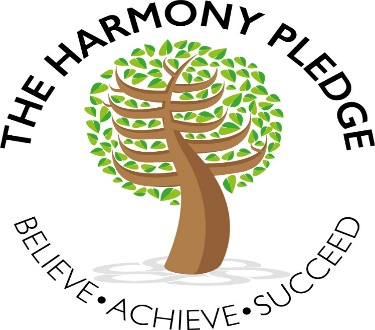 THE HARMONY PLEDGE
BELIEVE • ACHIEVE • SUCCEED